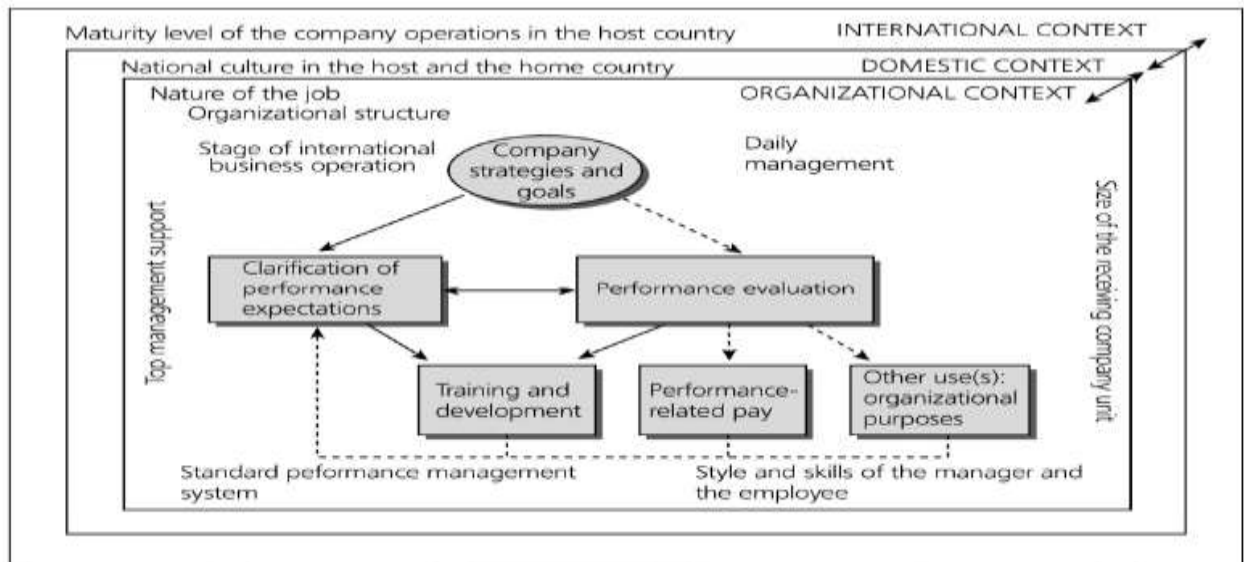 Maturity level of the company operations in the host country
INTERNATIONAL CONTEXT
National culture in the host and the home country
DOMESTIC CONTEXT
Nature of the job
ORGANIZATIONAL CONTEXT
Organizational structure
Stage of international
business operation
Company
strategies and
goals
Daily
management
Top management support
Size of the receiving company unit
Clarification of
performance
expectations
Performance evaluation
Training and
development
Performance-
related pay
Other use(s):
organizational
purposes
Standard peformance management
system
Style and skills of the manager and
the employee